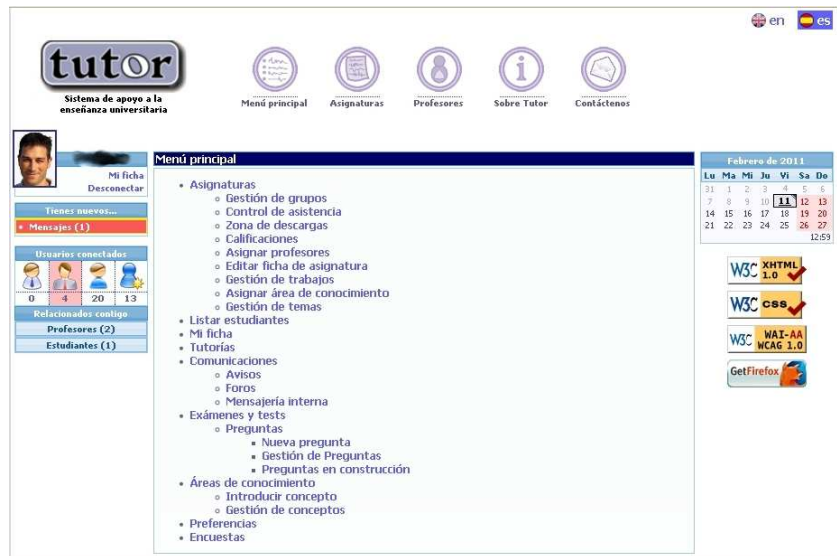 en es
tutor
Sistema de apoyo a la
enseñanza universitaria
Menú principal Asignaturas Profesores Sobre Tutor Contáctenos
Mi ficha
Desconectar
Tienes nuevos...
Mensajes (1)
Usuarios conectados
0 4 20 13
Relacionados contigo
Profesores (2)
Estudiantes (1)
Menú principal
Asignaturas
Gestión de grupos
Control de asistencia
Zona de descargas
Calificaciones
Asignar profesores
Editar ficha de asignatura
Gestión de trabajos
Asignar área de conocimiento
Gestión de temas
Listar estudiantes
Mi ficha
Tutorías
Comunicaciones
Avisos
Foros
Mensajería interna
Exámenes y tests
Preguntas
Nueva pregunta
Gestión de Preguntas
Preguntas en construcción
Áreas de conocimiento
Introducir concepto
Gestión de conceptos
Preferencias
Encuestas
Febrero de 2011
Lu Ma Mi Ju Vi Sa Do
31 1 2 3 4 5 6
7 8 9 10 11 12 13
14 15 16 17 18 19 20
21 22 23 24 25 26 27
12:59
W3C XHTML 1.0
W3C css
W3C WAI-AA WCAG 1.0
GetFirefox